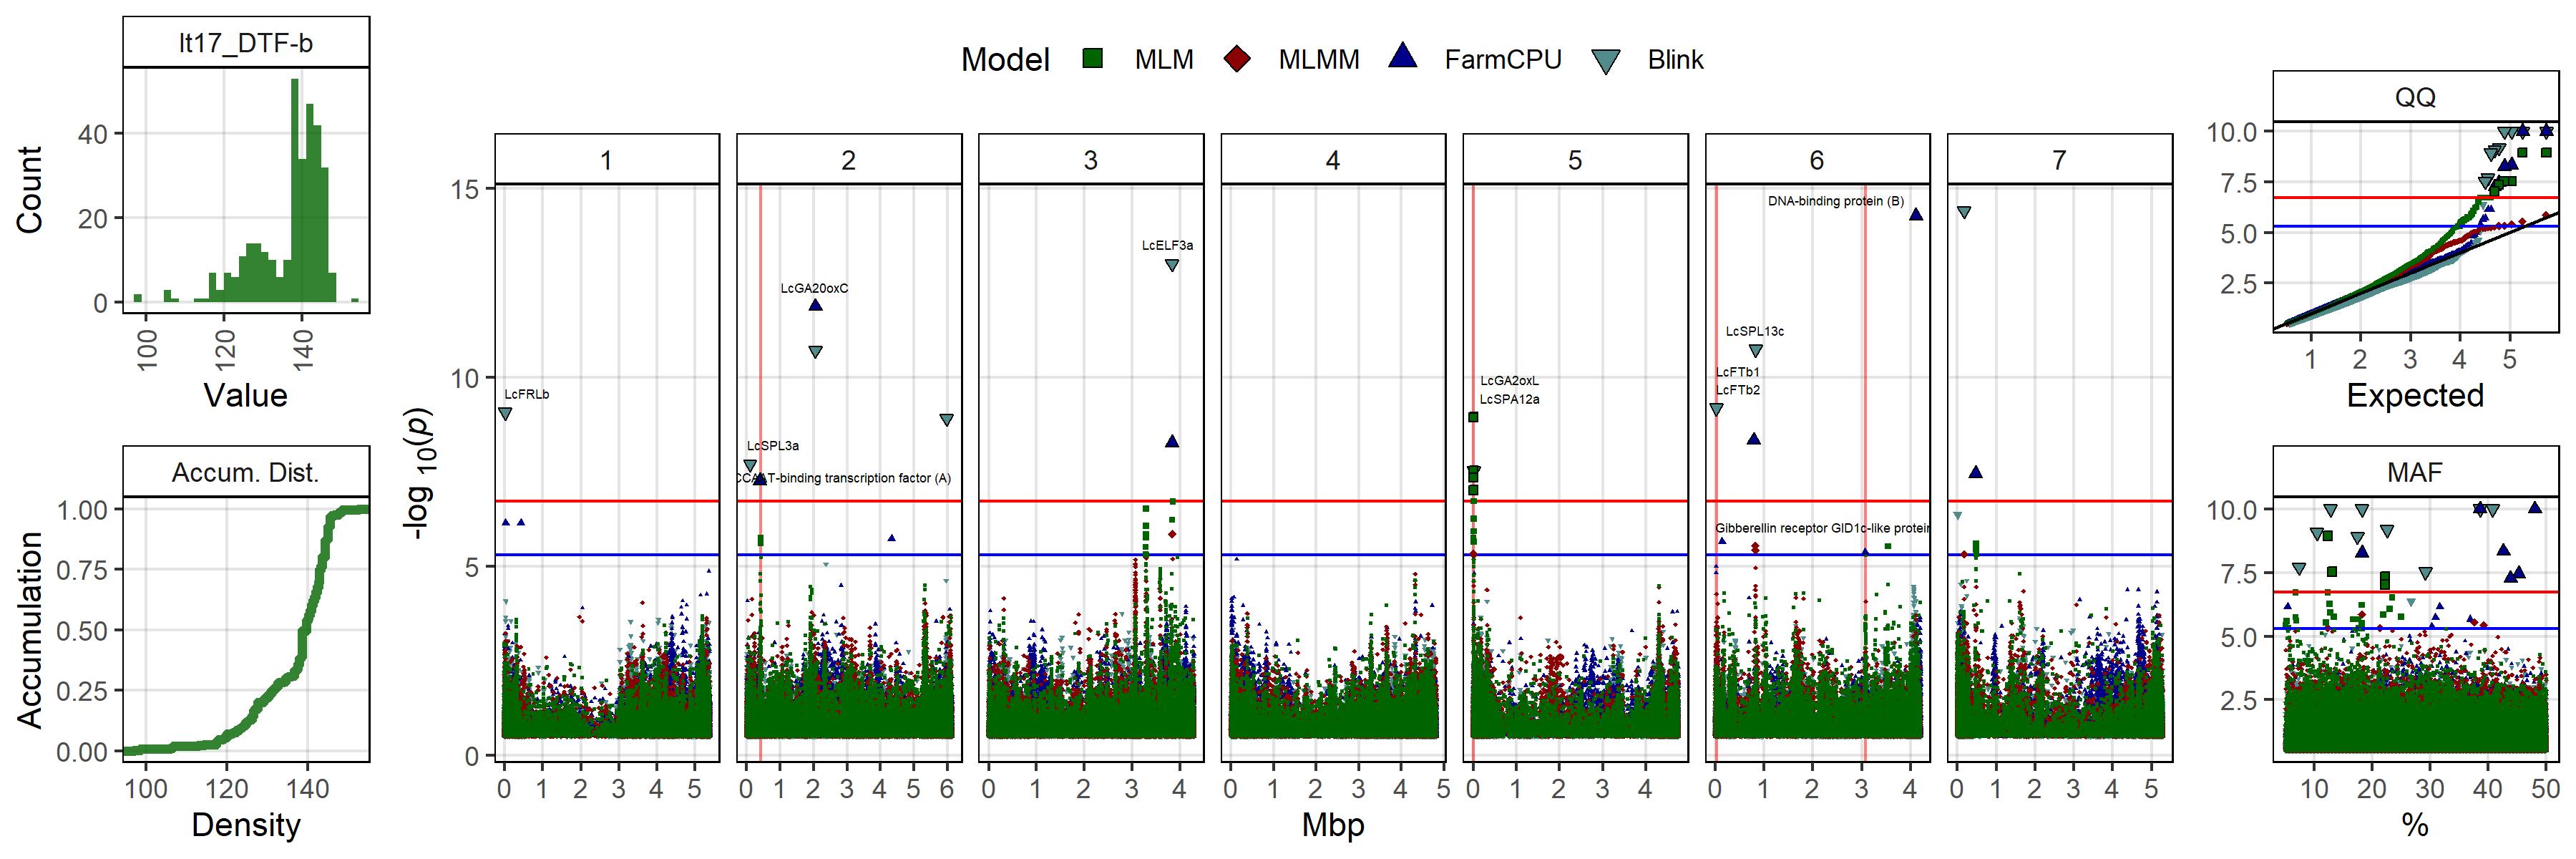 lt17_DTF-b
Count
40
20
0
100
120
140
Value
Accum. Dist.
Accumulation
1.00
0.75
0.50
0.25
0.00
100 120 140
Density
Model MLM MLMM FarmCPU Blink
-log 10(p)
15
10
5
0
1 2 3 4 5 6 7
LcFRLb
LcGA20oxC
LcSPL3a
CCAAT-binding transcription factor (A)
LcELF3a
LcGA2oxL
LcSPA12a
DNA-binding protein (B)
LcSPL13c
LcFTb1
LcFTb2
Gibberellin receptor GID1c-like protein
0 1 2 3 4 5
0 1 2 3 4 5 6
0 1 2 3 4
0 1 2 3 4 5
0 1 2 3 4
0 1 2 3 4
0 1 2 3 4 5
Mbp
QQ
10.0
7.5
5.0
2.5
1 2 3 4 5
Expected
MAF
10.0
7.5
5.0
2.5
10 20 30 40 50
%